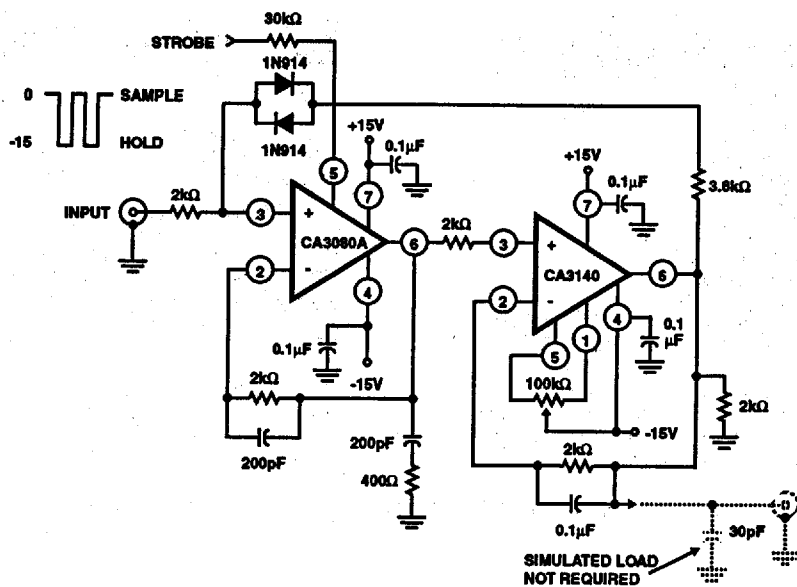 30kΩ
STROBE
1N914
0
SAMPLE
-15
HOLD
1N914
+15V
0.1μF
5
+15V
0.1μF
3.6kΩ
7
7
2kΩ
INPUT
3
+
CA3080A
6
2kΩ
3
+
CA3140
6
2
-
2
-
4
4
0.1
μF
0.1μF
5
1
-15V
100kΩ
2kΩ
2kΩ
-15V
200pF
200pF
2kΩ
400Ω
0.1μF
30pF
SIMULATED LOAD
NOT REQUIRED